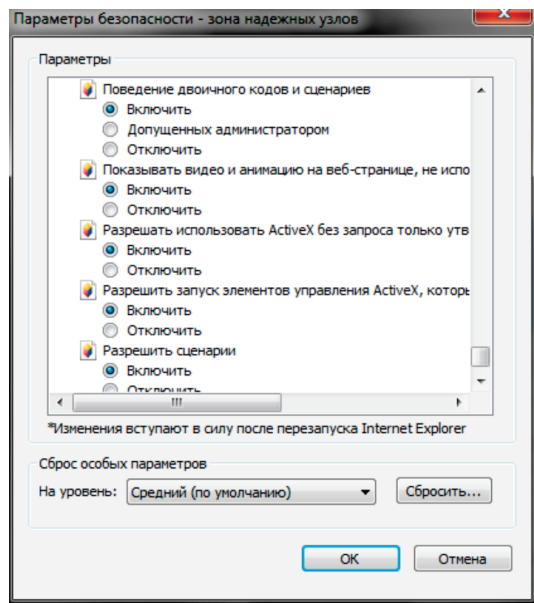 Параметры безопасности - зона надежных узлов
Параметры
Поведение двоичного кодов и сценариев
Включить
Допущенных администратором
Отключить
Показывать видео и анимацию на веб-странице, не испо
Включить
Отключить
Разрешать использовать ActiveX без запроса только утв
Включить
Отключить
Разрешить запуск элементов управления ActiveX, которь
Включить
Отключить
Разрешить сценарии
Включить
Отключить
*Изменения вступают в силу после перезапуска Internet Explorer
Сброс особых параметров
На уровень: Средний (по умолчанию) Сбросить...
OK Отмена